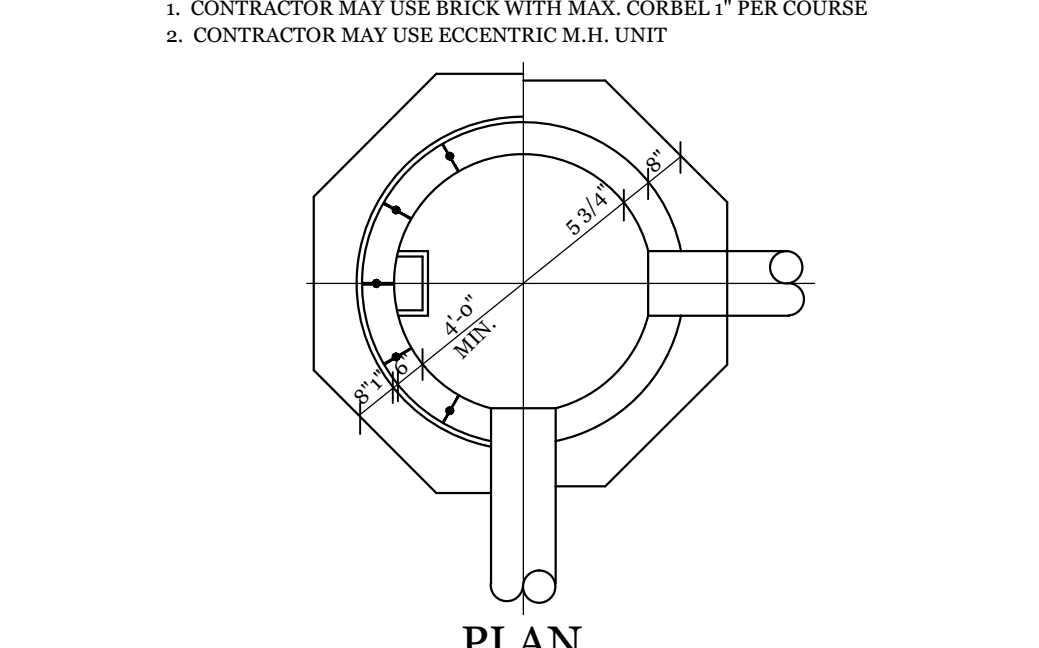 1. CONTRACTOR MAY USE BRICK WITH MAX. CORBEL 1" PER COURSE
2. CONTRACTOR MAY USE ECCENTRIC M.H. UNIT
8"
5 3/4"
4'-0"
MIN.
6"
1"
8"
PLAN